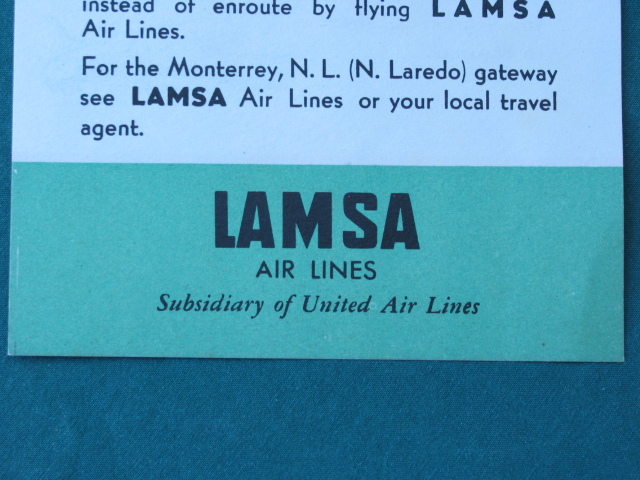 instead of enroute by flying LAMSA
Air Lines.
For the Monterrey, N. L. (N. Laredo) gateway
see LAMSA Air Lines or your local travel
agent.
LAMSA
AIR LINES
Subsidiary of United Air Lines